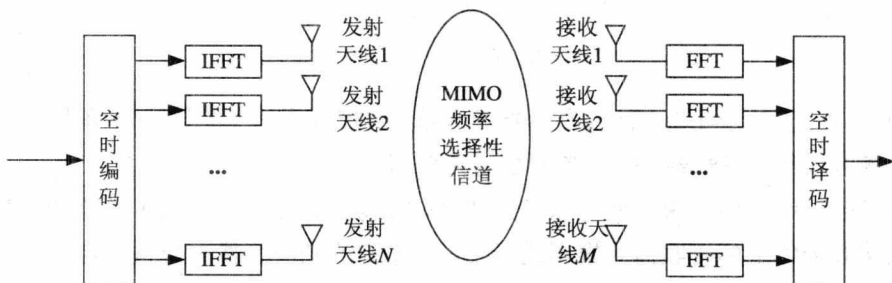 空时编码
IFFT
发射
天线1
IFFT
发射
天线2
...
IFFT
发射
天线N
MIMO
频率
选择性
信道
接收
天线1
FFT
接收
天线2
FFT
...
接收天
线M
FFT
空时译码